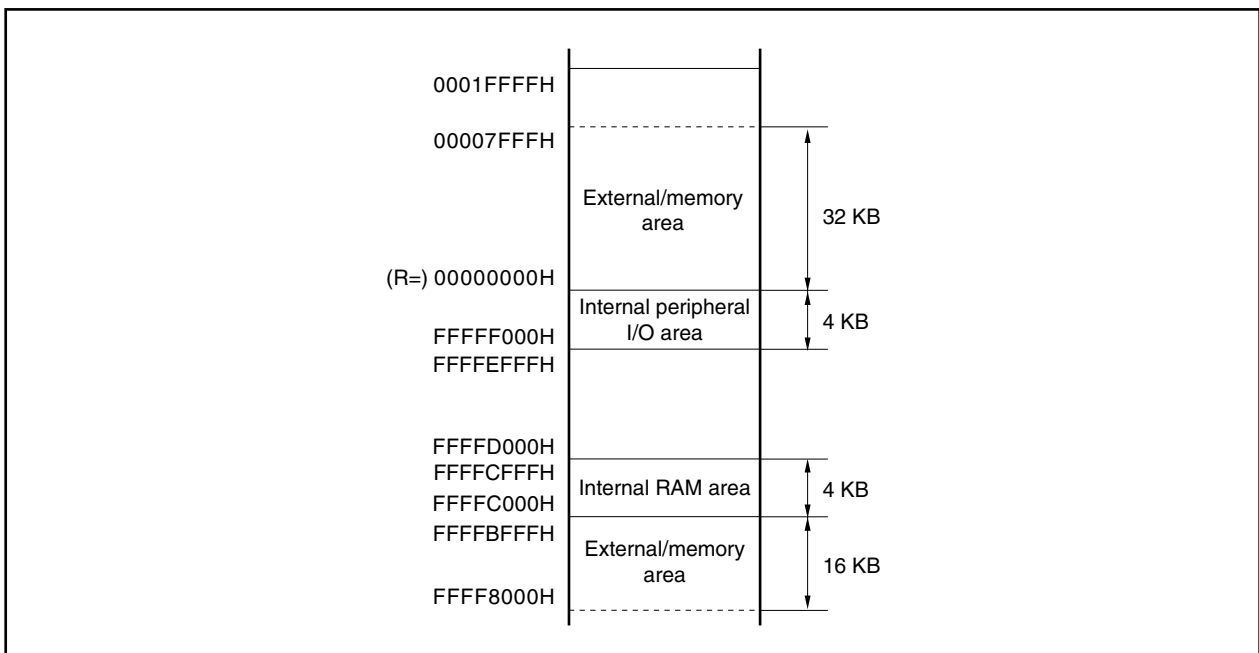 0001FFFFH
00007FFFH
External/memory
area
32 KB
(R=) 00000000H
Internal peripheral
I/O area
4 KB
FFFFF000H
FFFFEFFFH
FFFFD000H
FFFFCFFFH
Internal RAM area
4 KB
FFFFC000H
FFFFBFFFH
External/memory
area
16 KB
FFFF8000H